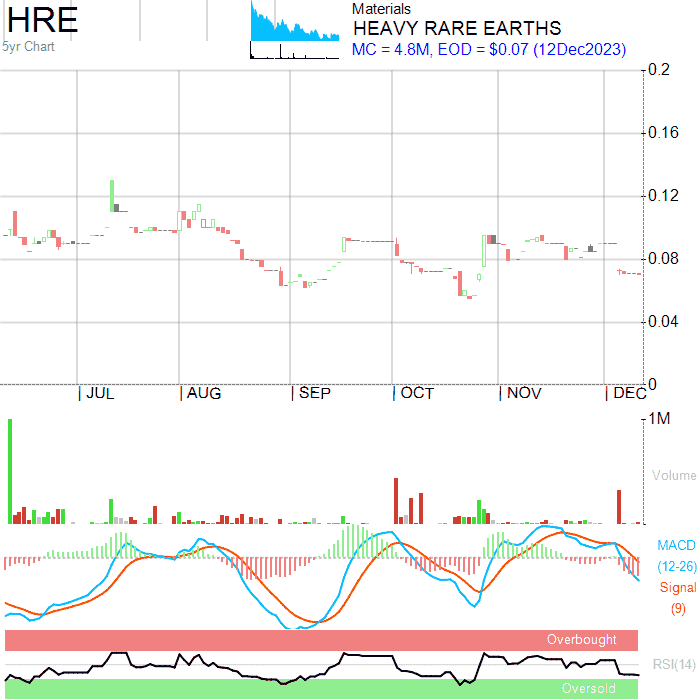 HRE
5yr Chart
Materials
HEAVY RARE EARTHS
MC = 4.8M, EOD = $0.07 (12Dec2023)
0.2
0.16
0.12
0.08
0.04
0
| JUL | AUG | SEP | OCT | NOV | DEC
1M
Volume
MACD
(12-26)
Signal
(9)
Overbought
RSI(14)
Oversold